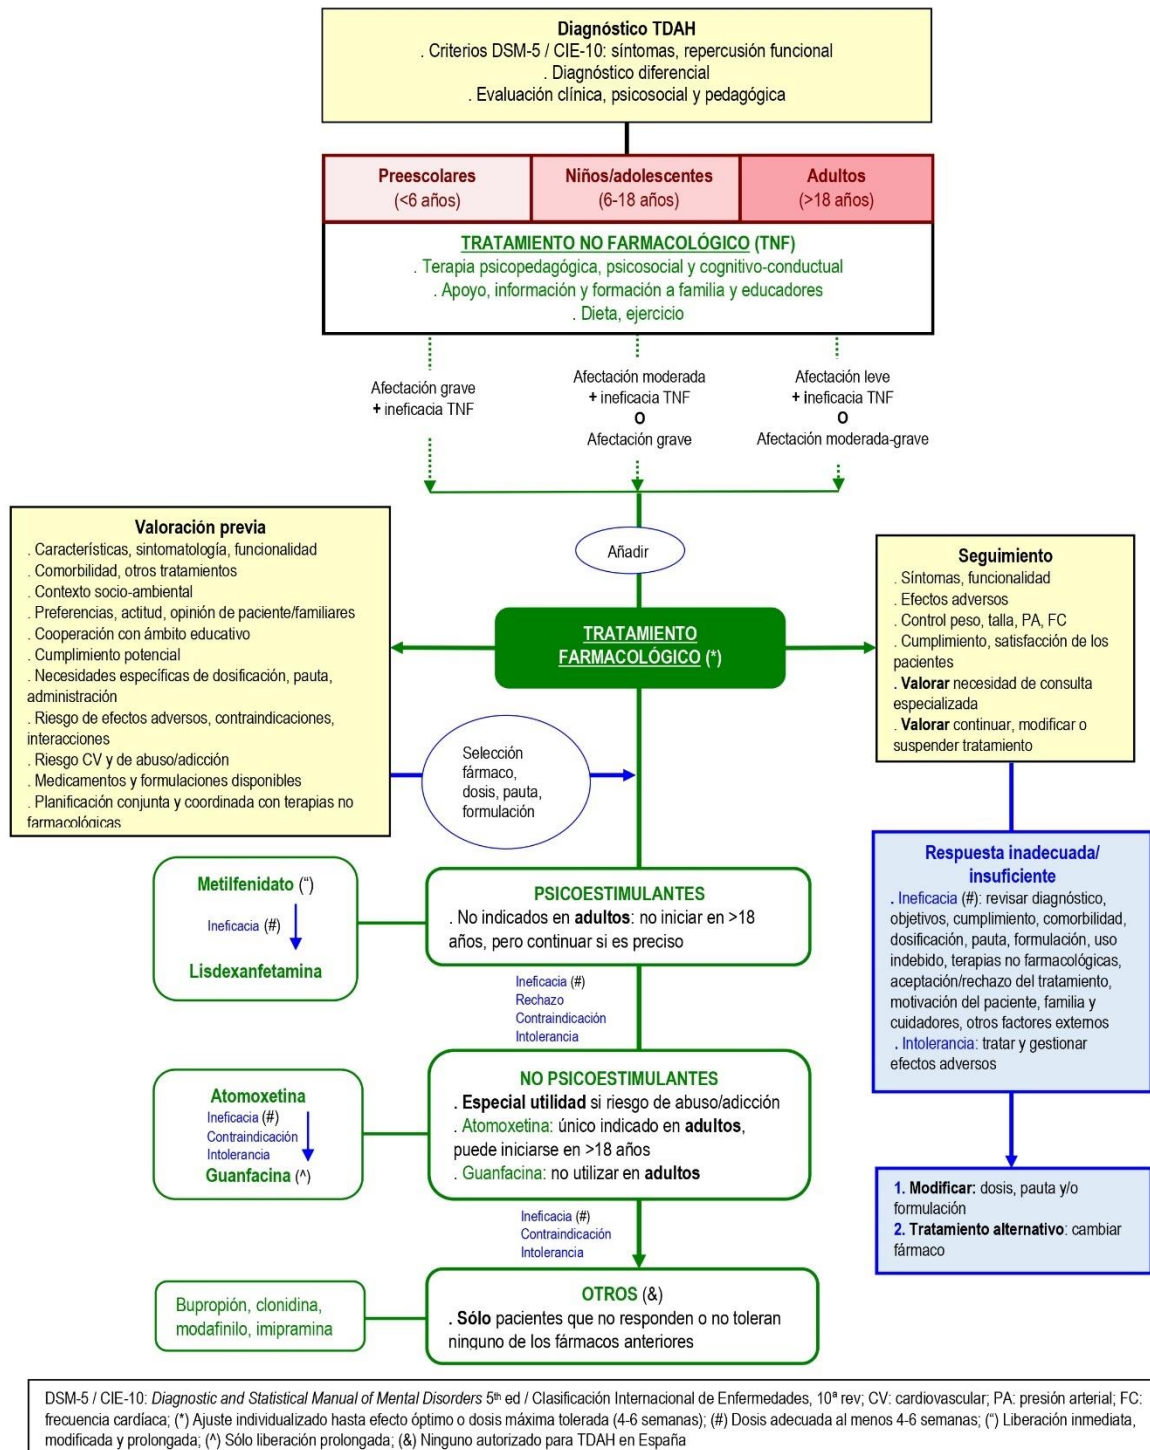 Diagnóstico TDAH
. Criterios DSM-5 / CIE-10: síntomas, repercusión funcional
. Diagnóstico diferencial
. Evaluación clínica, psicosocial y pedagógica
Preescolares
(<6 años)
Niños/adolescentes
(6-18 años)
Adultos
(>18 años)
TRATAMIENTO NO FARMACOLÓGICO (TNF)
. Terapia psicopedagógica, psicosocial y cognitivo-conductual
. Apoyo, información y formación a familia y educadores
. Dieta, ejercicio
Afectación grave
+ ineficacia TNF
Afectación moderada
+ ineficacia TNF
O
Afectación grave
Afectación leve
+ ineficacia TNF
O
Afectación moderada-grave
Añadir
Valoración previa
. Características, sintomatología, funcionalidad
. Comorbilidad, otros tratamientos
. Contexto socio-ambiental
. Preferencias, actitud, opinión de paciente/familiares
. Cooperación con ámbito educativo
. Cumplimiento potencial
. Necesidades específicas de dosificación, pauta,
administración
. Riesgo de efectos adversos, contraindicaciones,
interacciones
. Riesgo CV y de abuso/adicción
. Medicamentos y formulaciones disponibles
. Planificación conjunta y coordinada con terapias no
farmacológicas
TRATAMIENTO
FARMACOLÓGICO (*)
Seguimiento
. Síntomas, funcionalidad
. Efectos adversos
. Control peso, talla, PA, FC
. Cumplimiento, satisfacción de los
pacientes
. Valorar necesidad de consulta
especializada
. Valorar continuar, modificar o
suspender tratamiento
Selección
fármaco,
dosis, pauta,
formulación
Respuesta inadecuada/
insuficiente
. Ineficacia (#): revisar diagnóstico,
objetivos, cumplimiento, comorbilidad,
dosificación, pauta, formulación, uso
indebido, terapias no farmacológicas,
aceptación/rechazo del tratamiento,
motivación del paciente, familia y
cuidadores, otros factores externos
. Intolerancia: tratar y gestionar
efectos adversos
Metilfenidato (“)
Ineficacia (#)
Lisdexanfetamina
PSICOESTIMULANTES
. No indicados en adultos: no iniciar en >18
años, pero continuar si es preciso
Ineficacia (#)
Rechazo
Contraindicación
Intolerancia
Atomoxetina
Ineficacia (#)
Contraindicación
Intolerancia
Guanfacina (^)
NO PSICOESTIMULANTES
. Especial utilidad si riesgo de abuso/adicción
. Atomoxetina: único indicado en adultos,
puede iniciarse en >18 años
. Guanfacina: no utilizar en adultos
1. Modificar: dosis, pauta y/o
formulación
2. Tratamiento alternativo: cambiar
fármaco
Ineficacia (#)
Contraindicación
Intolerancia
Bupropión, clonidina,
modafinilo, imipramina
OTROS (&)
. Sólo pacientes que no responden o no toleran
ninguno de los fármacos anteriores
DSM-5 / CIE-10: Diagnostic and Statistical Manual of Mental Disorders 5th ed / Clasificación Internacional de Enfermedades, 10ª rev; CV: cardiovascular; PA: presión arterial; FC:
frecuencia cardíaca; (*) Ajuste individualizado hasta efecto óptimo o dosis máxima tolerada (4-6 semanas); (#) Dosis adecuada al menos 4-6 semanas; (“) Liberación inmediata,
modificada y prolongada; (^) Sólo liberación prolongada; (&) Ninguno autorizado para TDAH en España